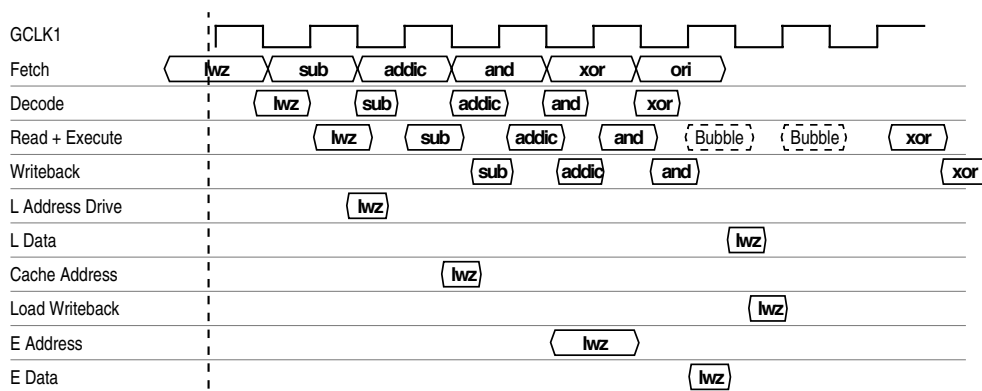 GCLK1
Fetch lwz sub addic and xor ori
Decode lwz sub addic and xor
Read + Execute lwz sub addic and Bubble Bubble xor
Writeback sub addic and xor
L Address Drive lwz
L Data lwz
Cache Address lwz
Load Writeback lwz
E Address lwz
E Data lwz